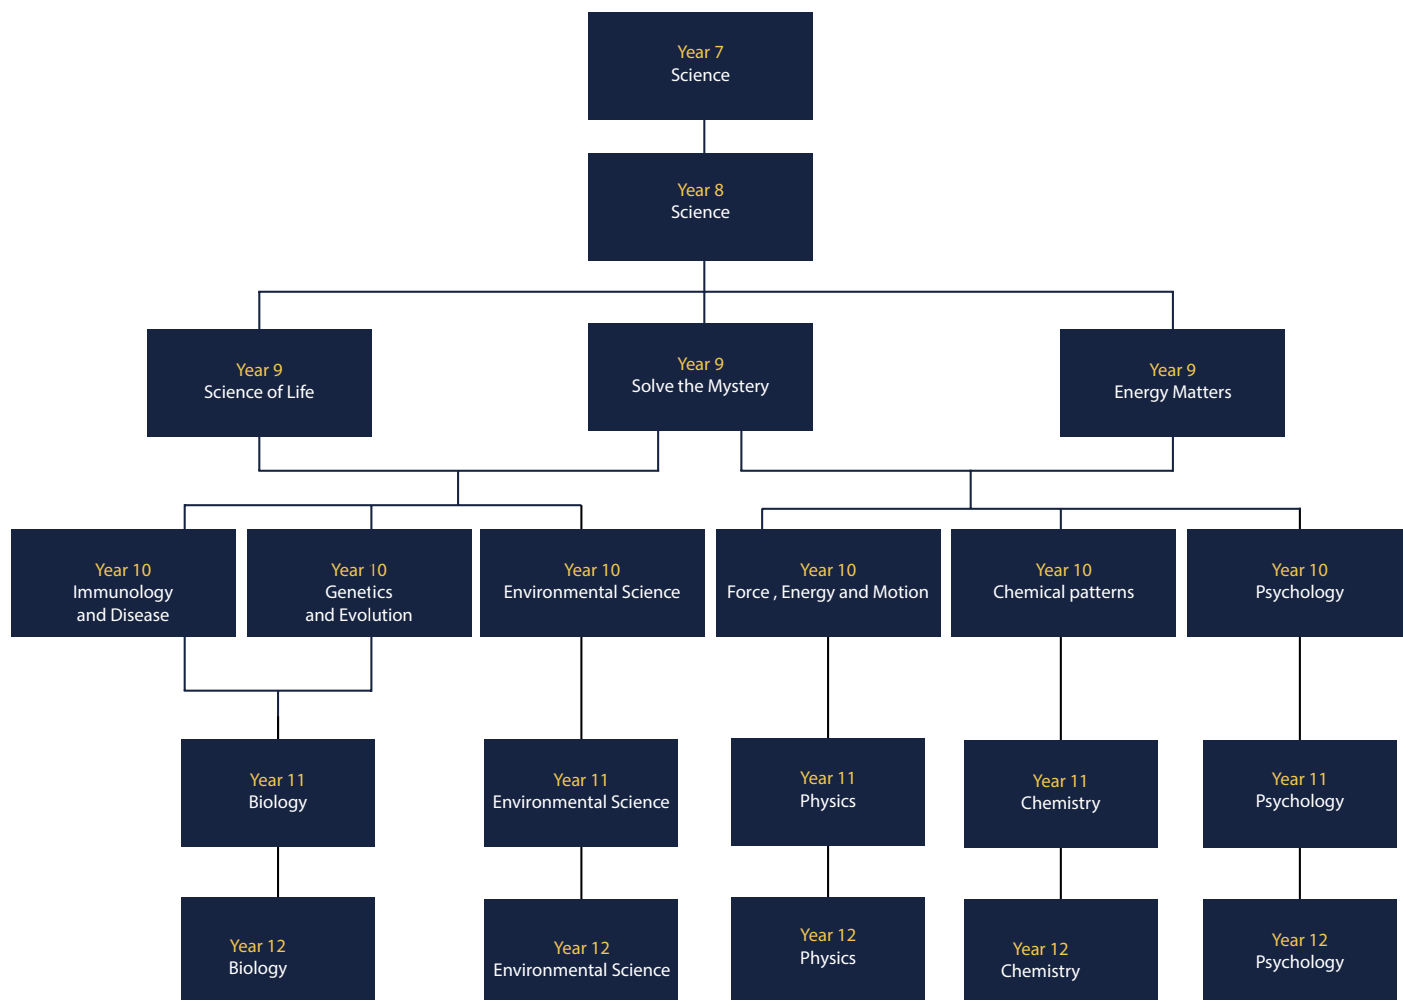 Year 7
Science
Year 8
Science
Year 9
Science of Life
Year 9
Solve the Mystery
Year 9
Energy Matters
Year 10
Immunology
and Disease
Year 10
Genetics
and Evolution
Year 10
Environmental Science
Year 10
Force , Energy and Motion
Year 10
Chemical patterns
Year 10
Psychology
Year 11
Biology
Year 11
Environmental Science
Year 11
Physics
Year 11
Chemistry
Year 11
Psychology
Year 12
Biology
Year 12
Environmental Science
Year 12
Physics
Year 12
Chemistry
Year 12
Psychology